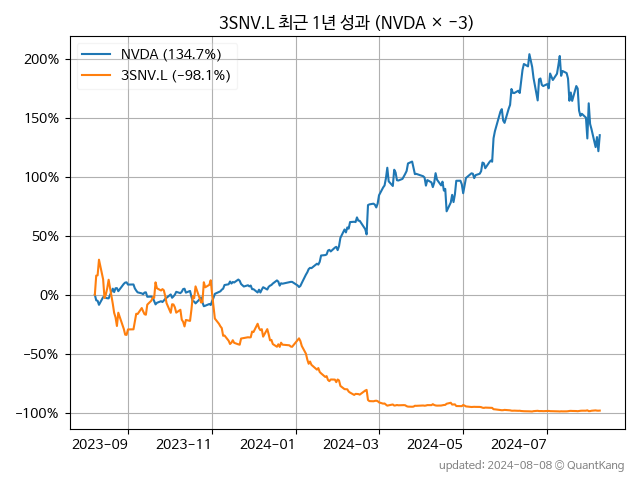 3SNV.L 최근 1년 성과 (NVDA × −3)
NVDA (134.7%)
3SNV.L (−98.1%)
200%
150%
100%
50%
0%
−50%
−100%
2023-09 2023-11 2024-01 2024-03 2024-05 2024-07
updated: 2024-08-08 © QuantKang